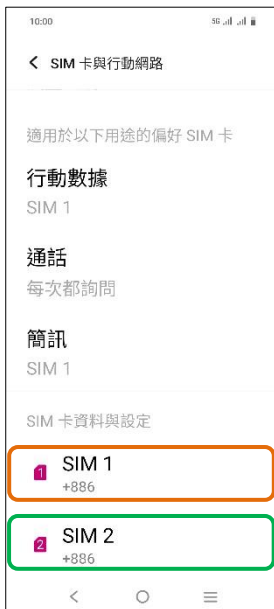 10:00
5G
SIM 卡與行動網路
適用於以下用途的偏好 SIM 卡
行動數據
SIM 1
通話
每次都詢問
簡訊
SIM 1
SIM 卡資料與設定
1
SIM 1
+886
2
SIM 2
+886